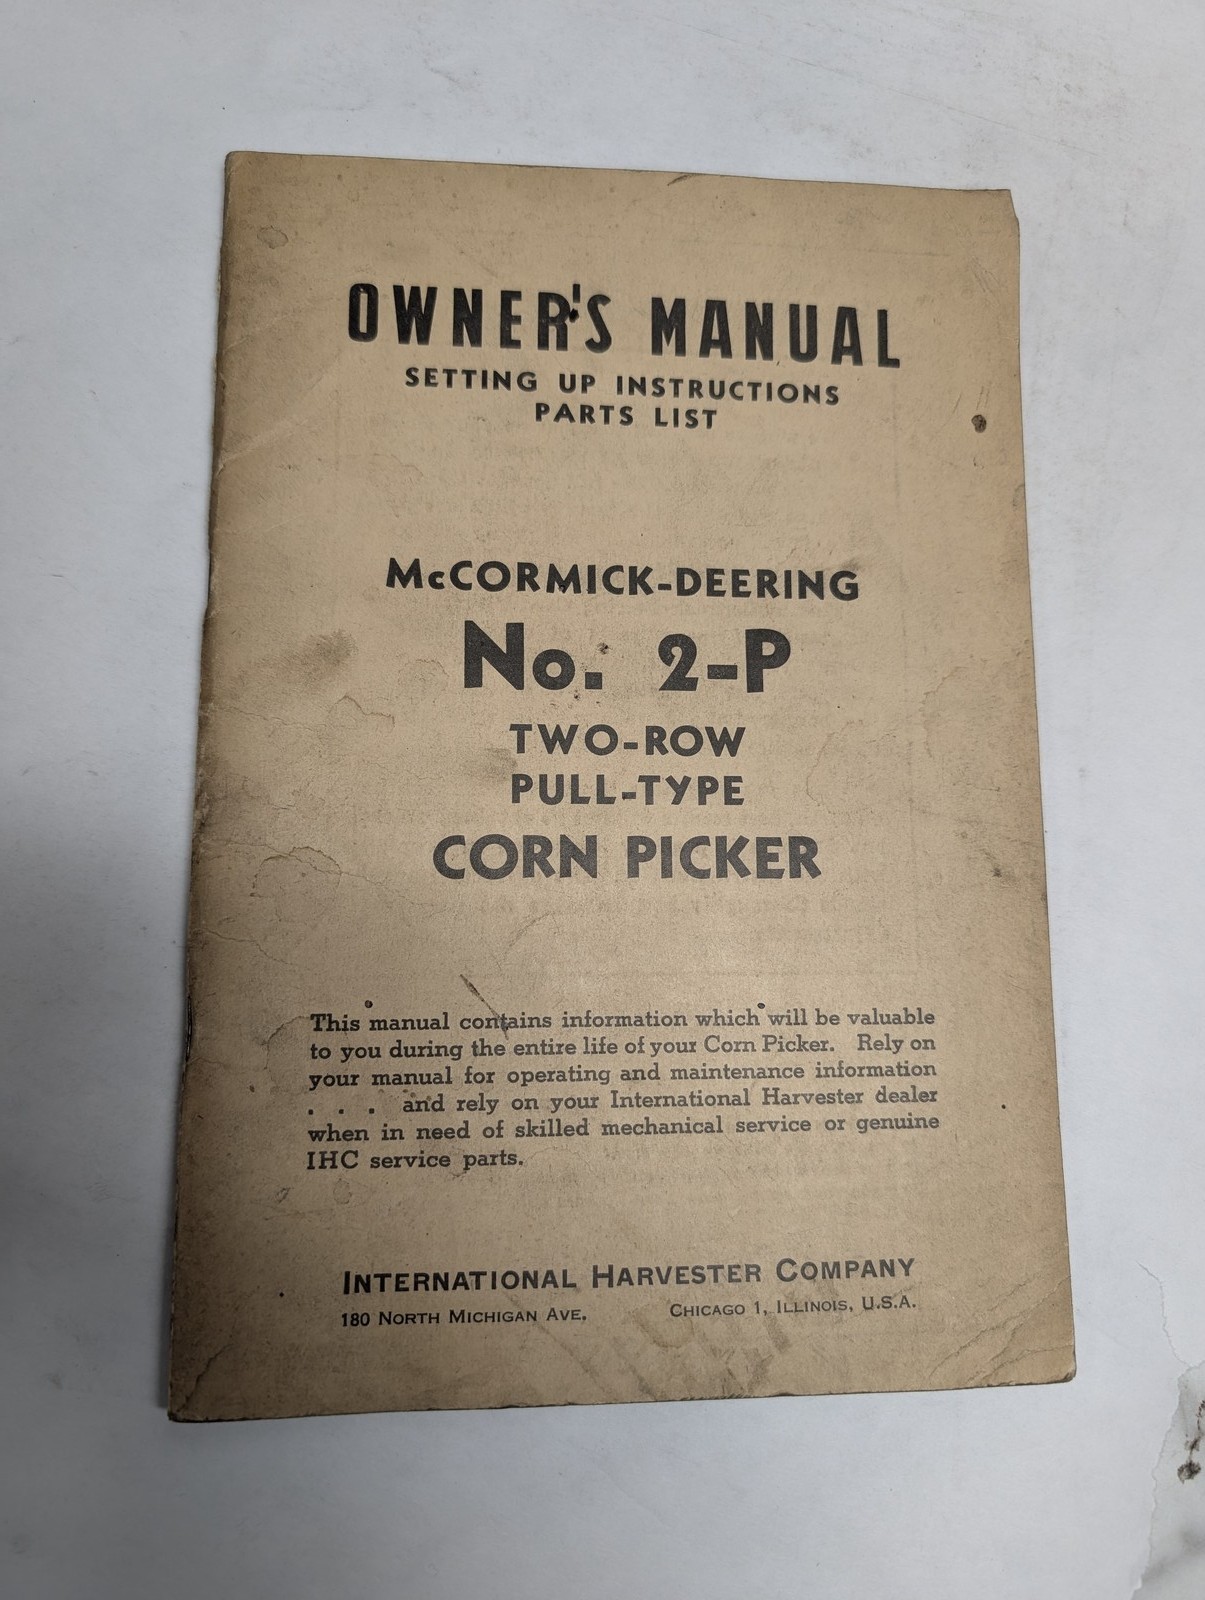 OWNER'S MANUAL
SETTING UP INSTRUCTIONS
PARTS LIST
McCORMICK-DEERING
No. 2-P
TWO-ROW
PULL-TYPE
CORN PICKER
This manual contains information which will be valuable
to you during the entire life of your Corn Picker. Rely on
your manual for operating and maintenance information
. . . and rely on your International Harvester dealer
when in need of skilled mechanical service or genuine
IHC service parts.
INTERNATIONAL HARVESTER COMPANY
180 NORTH MICHIGAN AVE. CHICAGO 1, ILLINOIS, U.S.A.